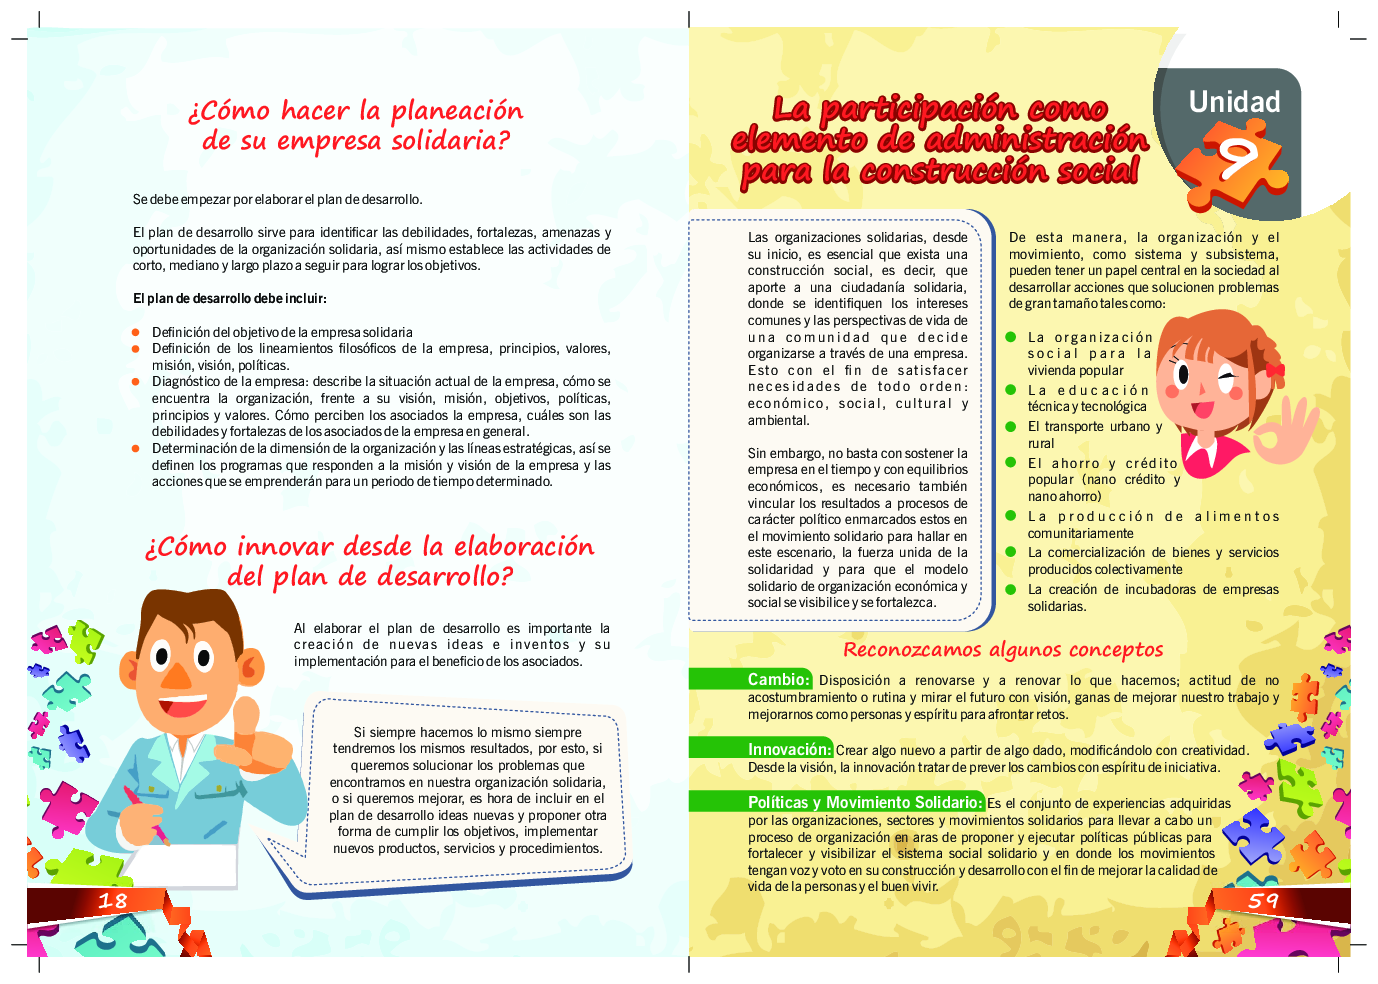 ¿Cómo hacer la planeación
de su empresa solidaria?
Se debe empezar por elaborar el plan de desarrollo.
El plan de desarrollo sirve para identificar las debilidades, fortalezas, amenazas y
oportunidades de la organización solidaria, así mismo establece las actividades de
corto, mediano y largo plazo a seguir para lograr los objetivos.
El plan de desarrollo debe incluir:
Definición del objetivo de la empresa solidaria
Definición de los lineamientos filosóficos de la empresa, principios, valores,
misión, visión, políticas.
Diagnóstico de la empresa: describe la situación actual de la empresa, cómo se
encuentra la organización, frente a su visión, misión, objetivos, políticas,
principios y valores. Cómo perciben los asociados la empresa, cuáles son las
debilidades y fortalezas de los asociados de la empresa en general.
Determinación de la dimensión de la organización y las líneas estratégicas, así se
definen los programas que responden a la misión y visión de la empresa y las
acciones que se emprenderán para un periodo de tiempo determinado.
¿Cómo innovar desde la elaboración
del plan de desarrollo?
Al elaborar el plan de desarrollo es importante la
creación de nuevas ideas e inventos y su
implementación para el beneficio de los asociados.
Si siempre hacemos lo mismo siempre
tendremos los mismos resultados, por esto, si
queremos solucionar los problemas que
encontramos en nuestra organización solidaria,
o si queremos mejorar, es hora de incluir en el
plan de desarrollo ideas nuevas y proponer otra
forma de cumplir los objetivos, implementar
nuevos productos, servicios y procedimientos.
18
Unidad
9
La participación como
elemento de administración
para la construcción social
Las organizaciones solidarias, desde
su inicio, es esencial que exista una
construcción social, es decir, que
aporte a una ciudadanía solidaria,
donde se identifiquen los intereses
comunes y las perspectivas de vida de
una comunidad que decide
organizarse a través de una empresa.
Esto con el fin de satisfacer
necesidades de todo orden:
económico, social, cultural y
ambiental.
Sin embargo, no basta con sostener la
empresa en el tiempo y con equilibrios
económicos, es necesario también
vincular los resultados a procesos de
carácter político enmarcados estos en
el movimiento solidario para hallar en
este escenario, la fuerza unida de la
solidaridad y para que el modelo
solidario de organización económica y
social se visibilice y se fortalezca.
De esta manera, la organización y el
movimiento, como sistema y subsistema,
pueden tener un papel central en la sociedad al
desarrollar acciones que solucionen problemas
de gran tamaño tales como:
La organización
social para la
vivienda popular
La educación
técnica y tecnológica
El transporte urbano y
rural
El ahorro y crédito
popular (nano crédito y
nano ahorro)
La producción de alimentos
comunitariamente
La comercialización de bienes y servicios
producidos colectivamente
La creación de incubadoras de empresas
solidarias.
Reconozcamos algunos conceptos
Cambio: Disposición a renovarse y a renovar lo que hacemos; actitud de no
acostumbramiento o rutina y mirar el futuro con visión, ganas de mejorar nuestro trabajo y
mejorarnos como personas y espíritu para afrontar retos.
Innovación: Crear algo nuevo a partir de algo dado, modificándolo con creatividad.
Desde la visión, la innovación tratar de prever los cambios con espíritu de iniciativa.
Políticas y Movimiento Solidario: Es el conjunto de experiencias adquiridas
por las organizaciones, sectores y movimientos solidarios para llevar a cabo un
proceso de organización en aras de proponer y ejecutar políticas públicas para
fortalecer y visibilizar el sistema social solidario y en donde los movimientos
tengan voz y voto en su construcción y desarrollo con el fin de mejorar la calidad de
vida de la personas y el buen vivir.
59